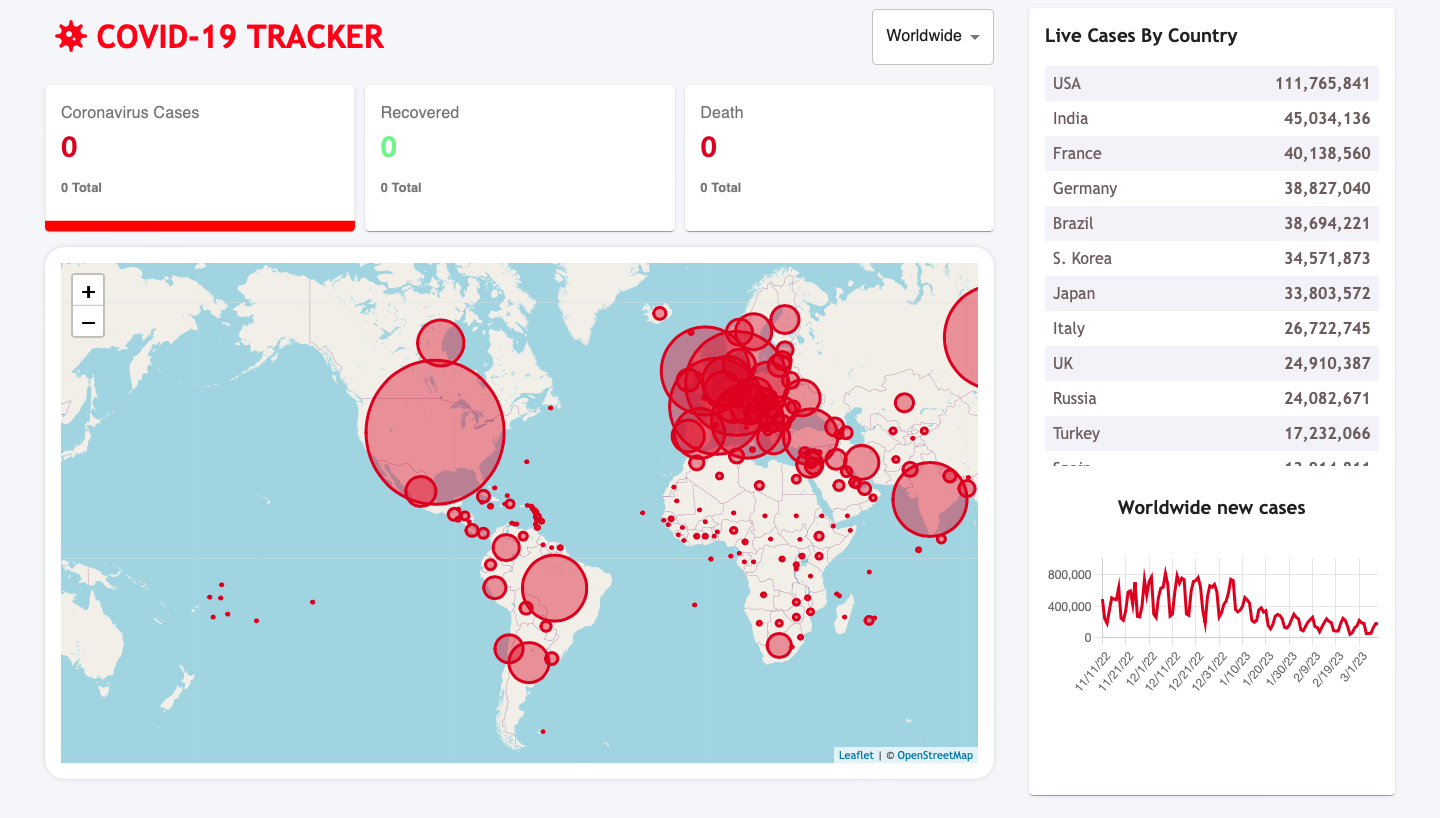 COVID-19 TRACKER
Worldwide
Coronavirus Cases
0
0 Total
Recovered
0
0 Total
Death
0
0 Total
+
−
Leaflet | © OpenStreetMap
Live Cases By Country
USA 111,765,841
India 45,034,136
France 40,138,560
Germany 38,827,040
Brazil 38,694,221
S. Korea 34,571,873
Japan 33,803,572
Italy 26,722,745
UK 24,910,387
Russia 24,082,671
Turkey 17,232,066
Worldwide new cases
800,000
400,000
0
11/11/22
11/21/22
12/1/22
12/11/22
12/21/22
12/31/22
1/10/23
1/20/23
1/30/23
2/9/23
2/19/23
3/1/23